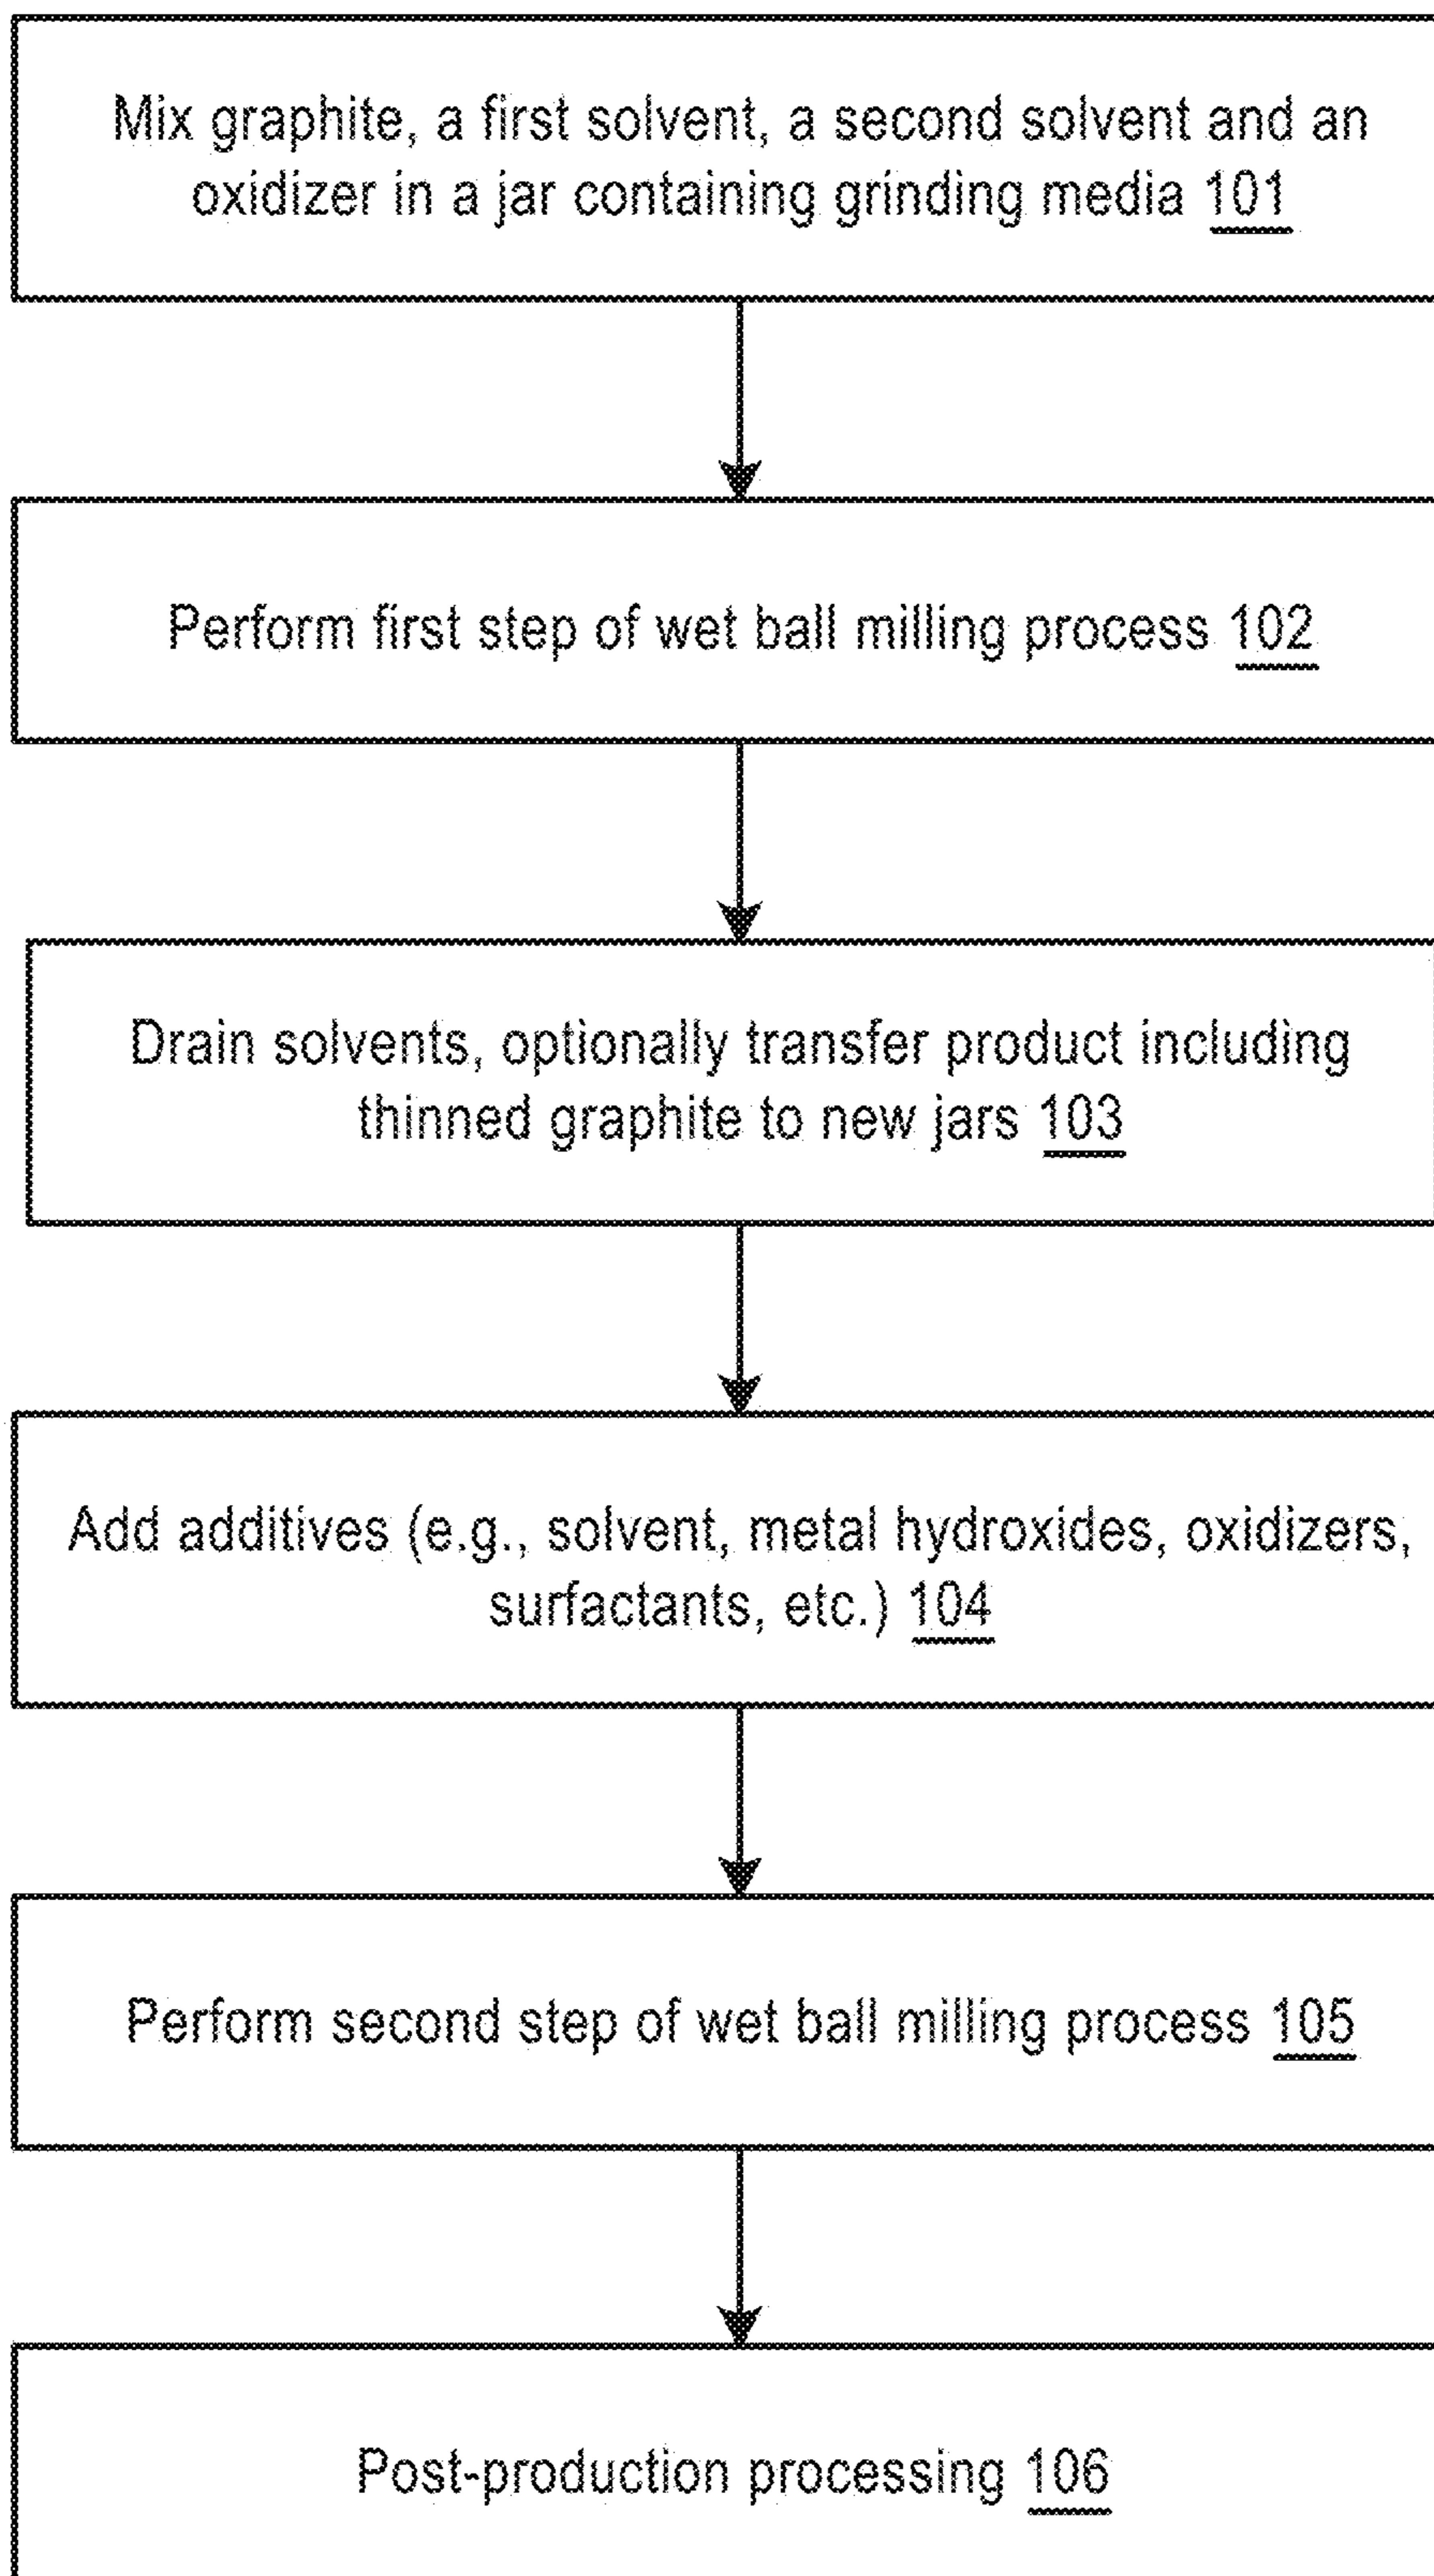 Mix graphite, a first solvent, a second solvent and an
oxidizer in a jar containing grinding media 101
Perform first step of wet ball milling process 102
Drain solvents, optionally transfer product including
thinned graphite to new jars 103
Add additives (e.g., solvent, metal hydroxides, oxidizers,
surfactants, etc.) 104
Perform second step of wet ball milling process 105
Post-production processing 106